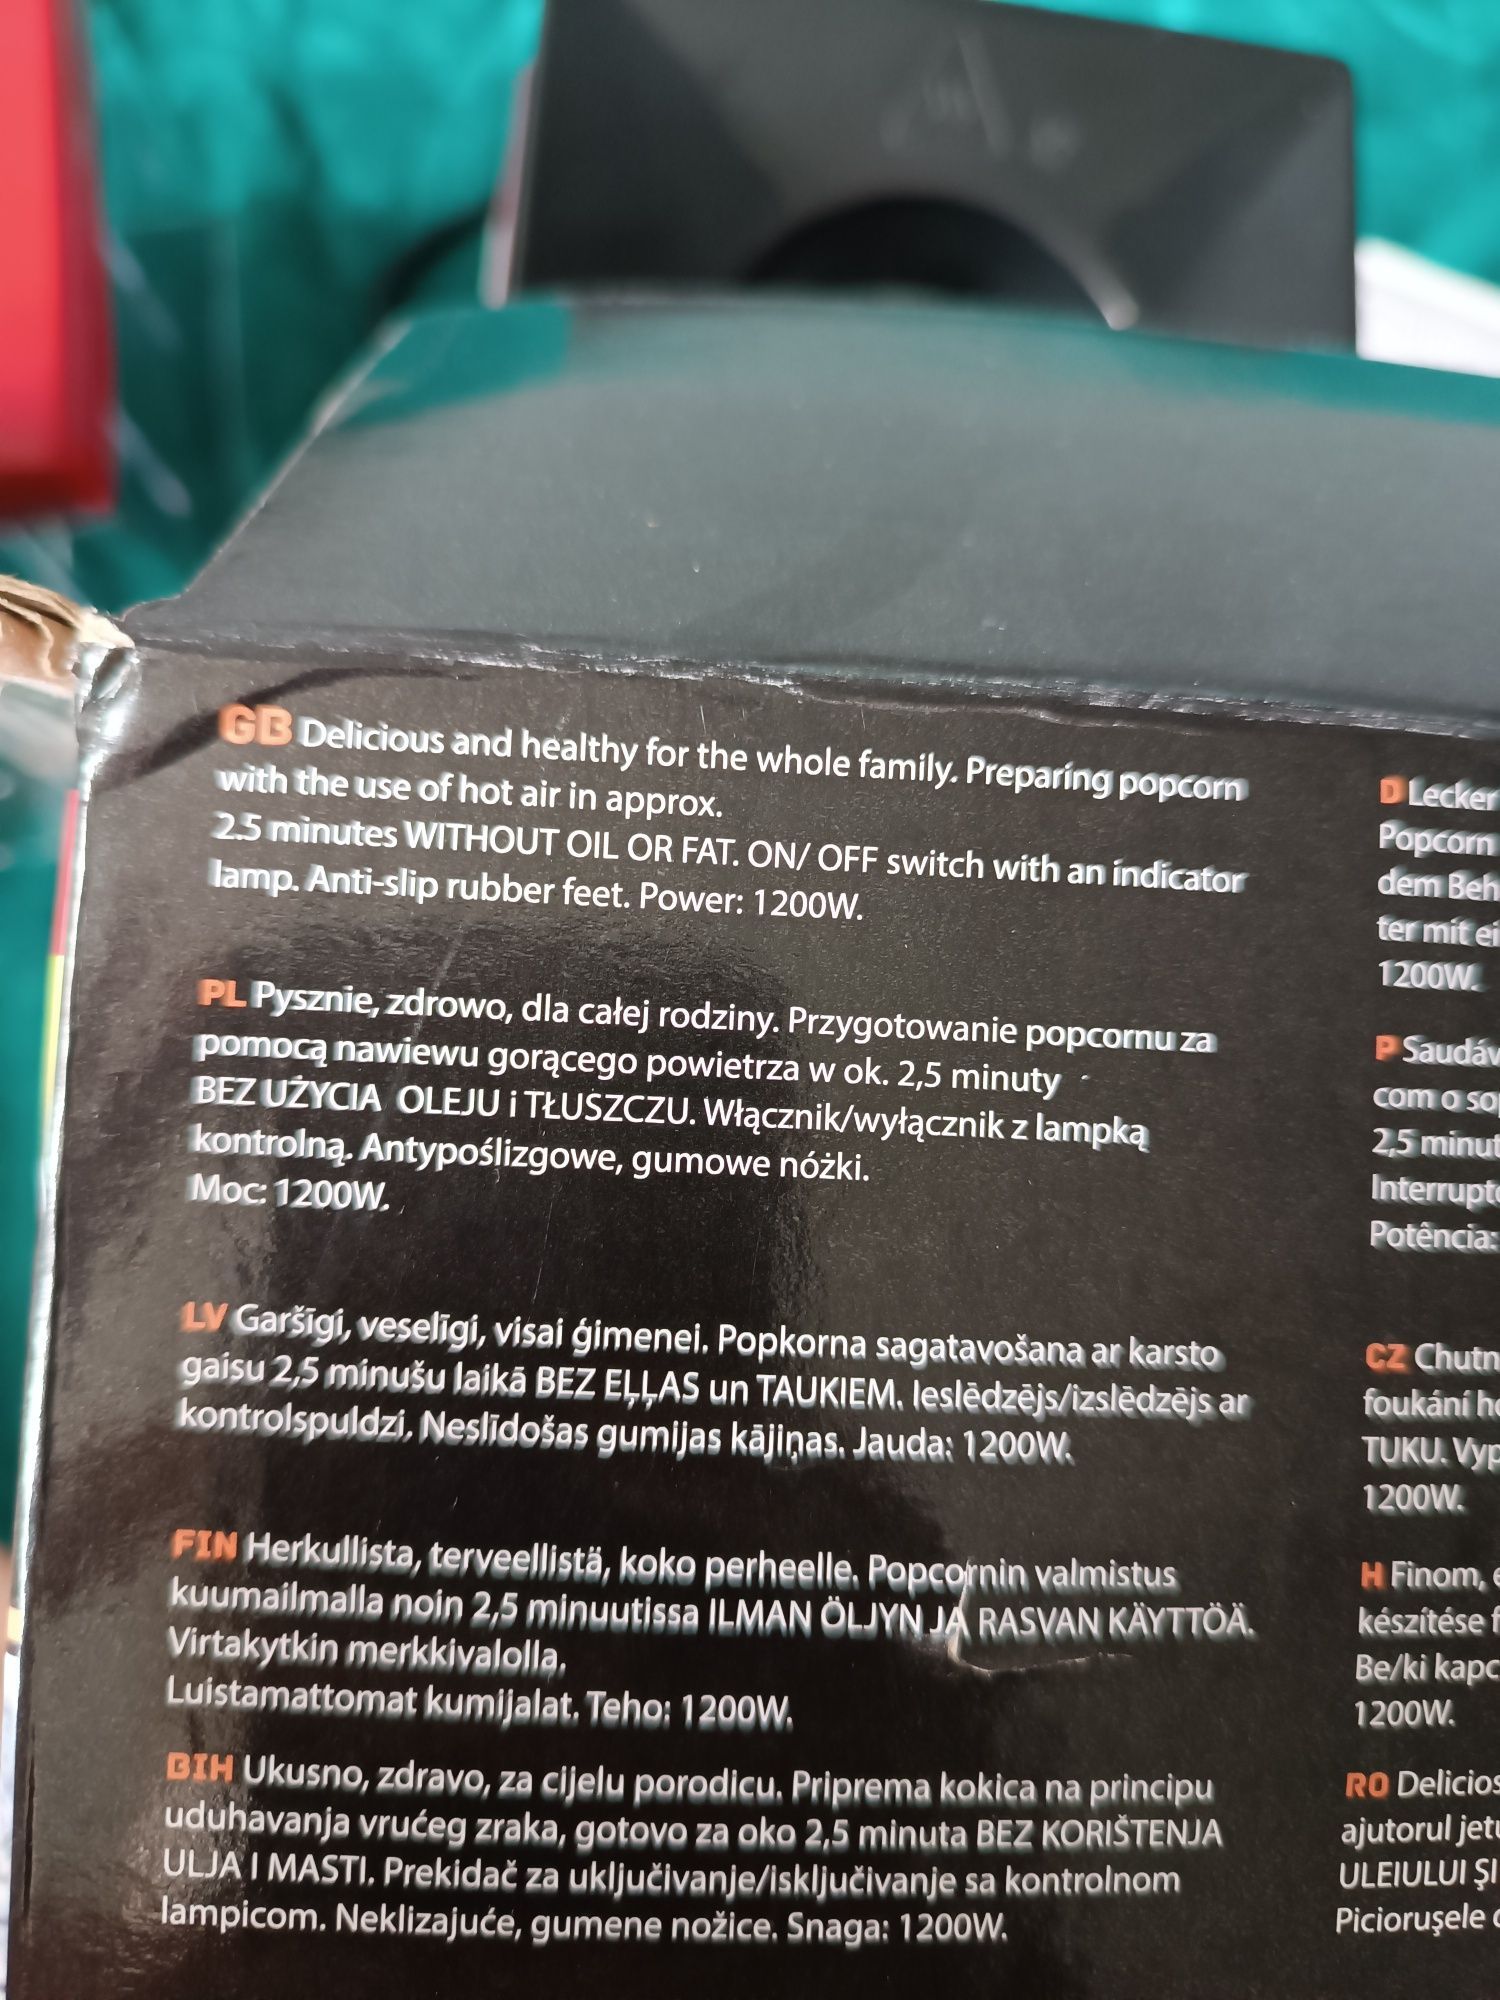 GB Delicious and healthy for the whole family. Preparing popcorn
with the use of hot air in approx.
2.5 minutes WITHOUT OIL OR FAT. ON/ OFF switch with an indicator
lamp. Anti-slip rubber feet. Power: 1200W.
PL Pysznie, zdrowo, dla całej rodziny. Przygotowanie popcornu za
pomocą nawiewu gorącego powietrza w ok. 2,5 minuty
BEZ UŻYCIA OLEJU i TŁUSZCZU. Włącznik/wyłącznik z lampką
kontrolną. Antypoślizgowe, gumowe nóżki.
Moc: 1200W.
LV Garšīgi, veselīgi, visai ģimenei. Popkorna sagatavošana ar karsto
gaisu 2,5 minušu laikā BEZ EĻĻAS un TAUKIEM. Ieslēdzējs/izslēdzējs ar
kontrolspuldzi. Neslīdošas gumijas kājiņas. Jauda: 1200W.
FIN Herkullista, terveellistä, koko perheelle. Popcornin valmistus
kuumailmalla noin 2,5 minuutissa ILMAN ÖLJYN JA RASVAN KÄYTTÖÄ.
Virtakytkin merkkivalolla.
Luistamattomat kumijalat. Teho: 1200W.
BIH Ukusno, zdravo, za cijelu porodicu. Priprema kokica na principu
uduhavanja vrućeg zraka, gotovo za oko 2,5 minuta BEZ KORIŠTENJA
ULJA I MASTI. Prekidač za uključivanje/isključivanje sa kontrolnom
lampicom. Neklizajuće, gumene nožice. Snaga: 1200W.
D Lecker
Popcorn
dem Beh
ter mit ei
1200W.
P Saudáv
com o sop
2,5 minut
Interrupto
Potência:
CZ Chutn
foukání ho
TUKU. Vyp
1200W.
H Finom, e
készítése f
Be/ki kapc
1200W.
RO Delicios
ajutorul jetu
ULEIULUI ŞI
Picioruşele